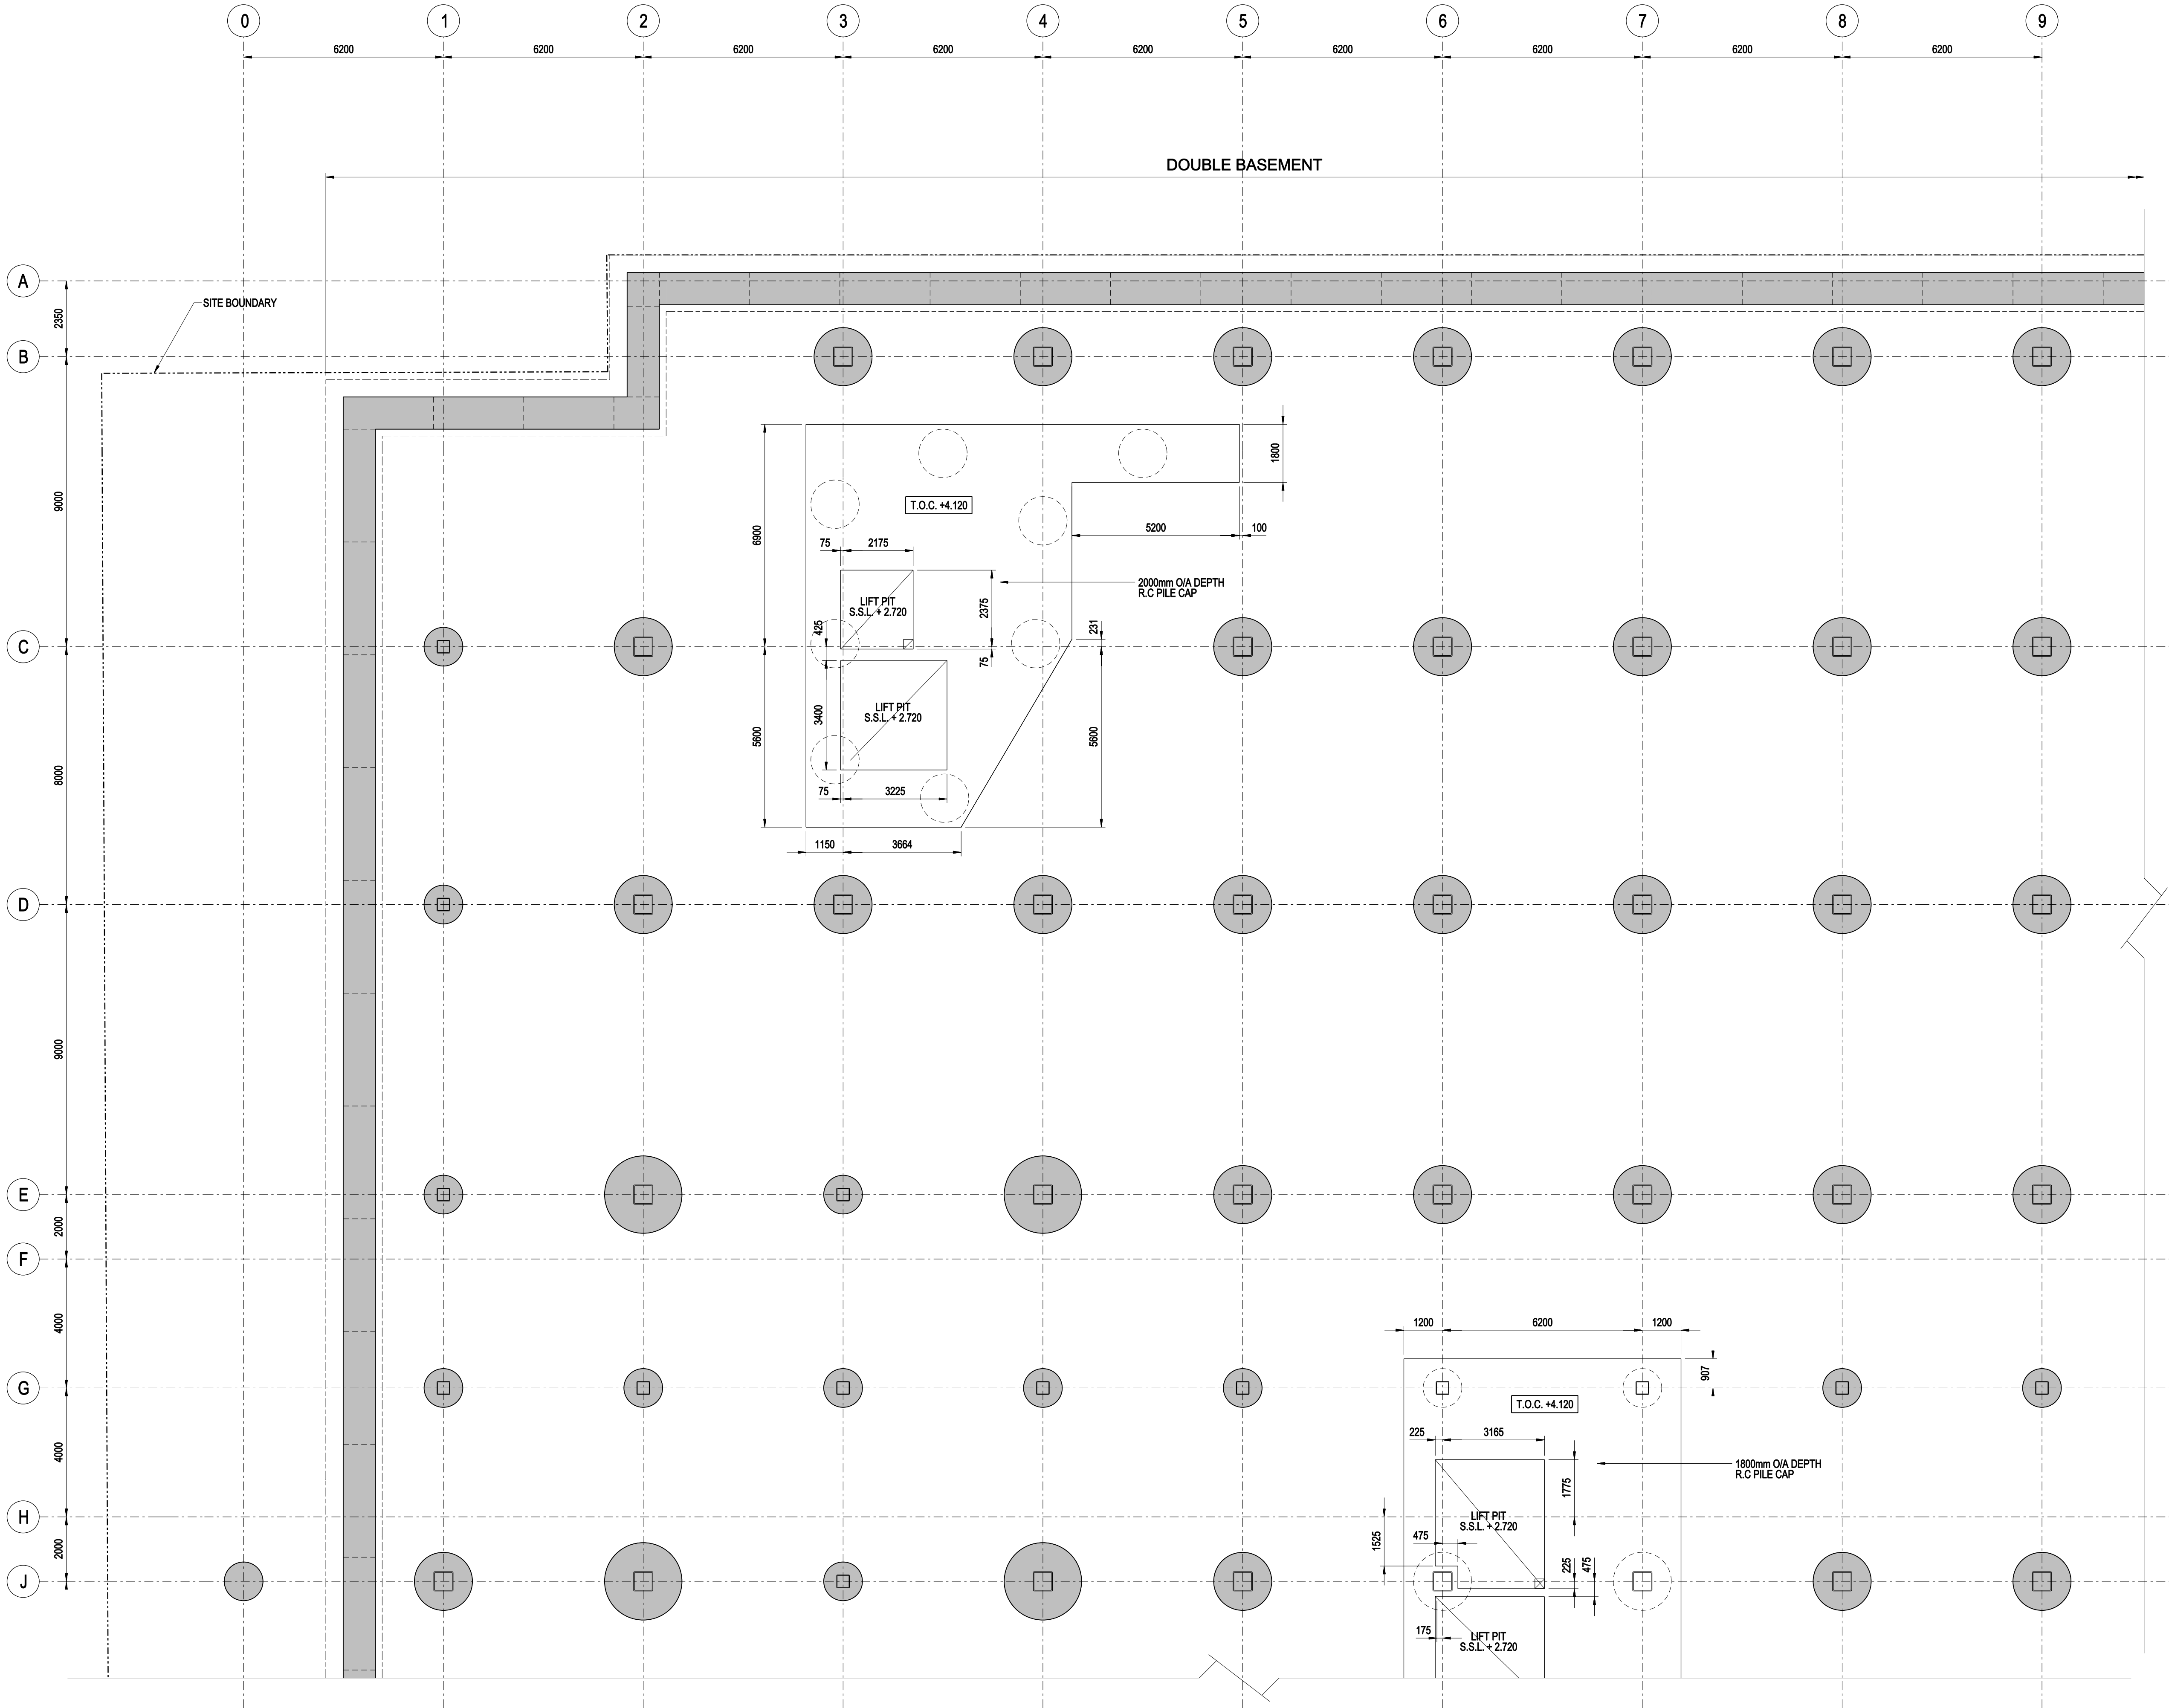 0 1 2 3 4 5 6 7 8 9
6200 6200 6200 6200 6200 6200 6200 6200 6200
DOUBLE BASEMENT
A
SITE BOUNDARY
2350
B
9000
1800
T.O.C. +4.120
6900
5200 100
75 2175
2000mm O/A DEPTH
R.C PILE CAP
LIFT PIT
S.S.L. + 2.720
2375
425
231
C
75
LIFT PIT
S.S.L. + 2.720
3400
5600
5600
8000
75 3225
1150 3664
D
9000
E
2000
F
4000
1200 6200 1200
907
G
T.O.C. +4.120
225 3165
4000
1800mm O/A DEPTH
R.C PILE CAP
1775
H
LIFT PIT
S.S.L. + 2.720
1525
475
2000
225
475
J
175
LIFT PIT
S.S.L. + 2.720